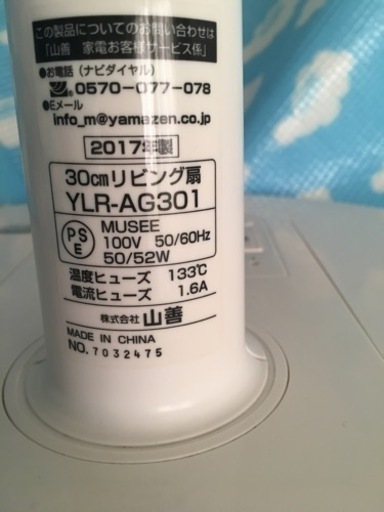 この製品についてのお問い合わせは
「山善 家電お客様サービス係」
●お電話（ナビダイヤル）
0570-077-078
●Eメール
info_m@yamazen.co.jp
2017年製
30cmリビング扇
YLR-AG301
PSE
MUSEE
100V 50/60Hz
50/52W
温度ヒューズ 133℃
電流ヒューズ 1.6A
株式会社 山善
MADE IN CHINA
NO. 7032475